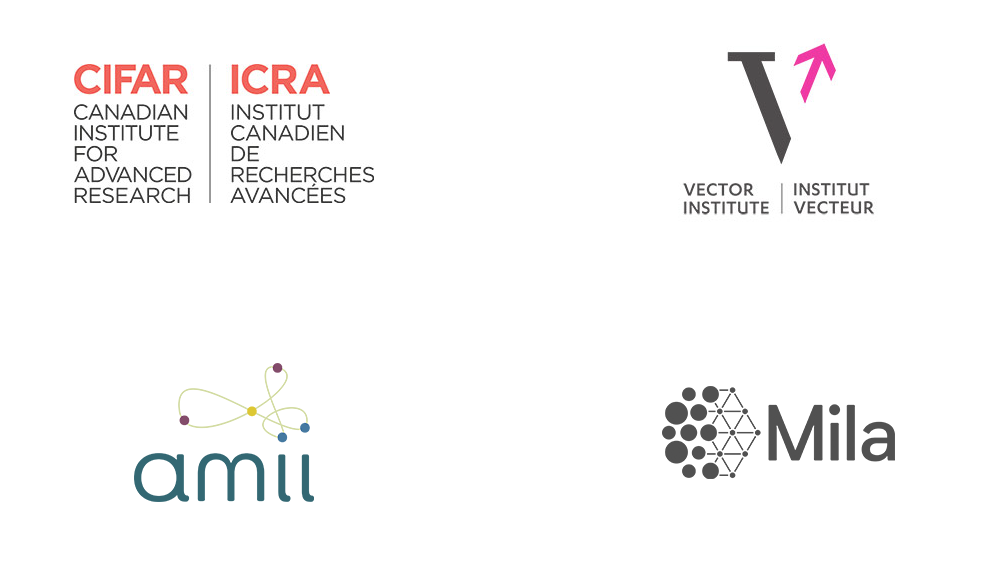 CIFAR
CANADIAN
INSTITUTE
FOR
ADVANCED
RESEARCH
ICRA
INSTITUT
CANADIEN
DE
RECHERCHES
AVANCÉES
VECTOR
INSTITUTE
INSTITUT
VECTEUR
amii
Mila